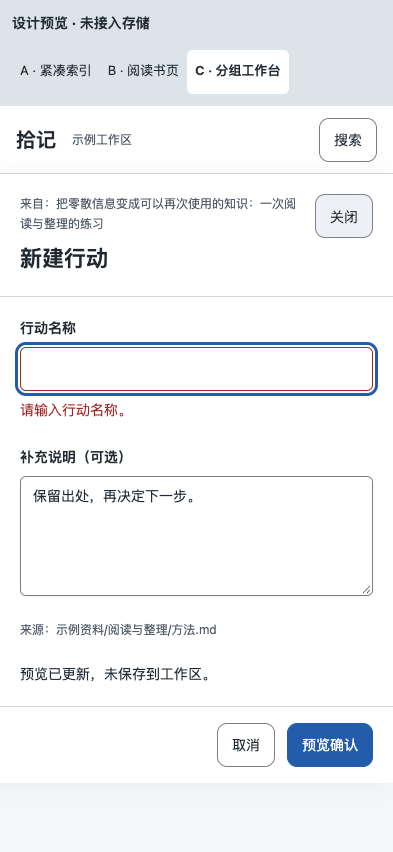 设计预览 · 未接入存储
A · 紧凑索引
B · 阅读书页
C · 分组工作台
拾记
示例工作区
搜索
来自：把零散信息变成可以再次使用的知识：一次阅
读与整理的练习
关闭
新建行动
行动名称
请输入行动名称。
补充说明（可选）
保留出处，再决定下一步。
来源：示例资料/阅读与整理/方法.md
预览已更新，未保存到工作区。
取消
预览确认